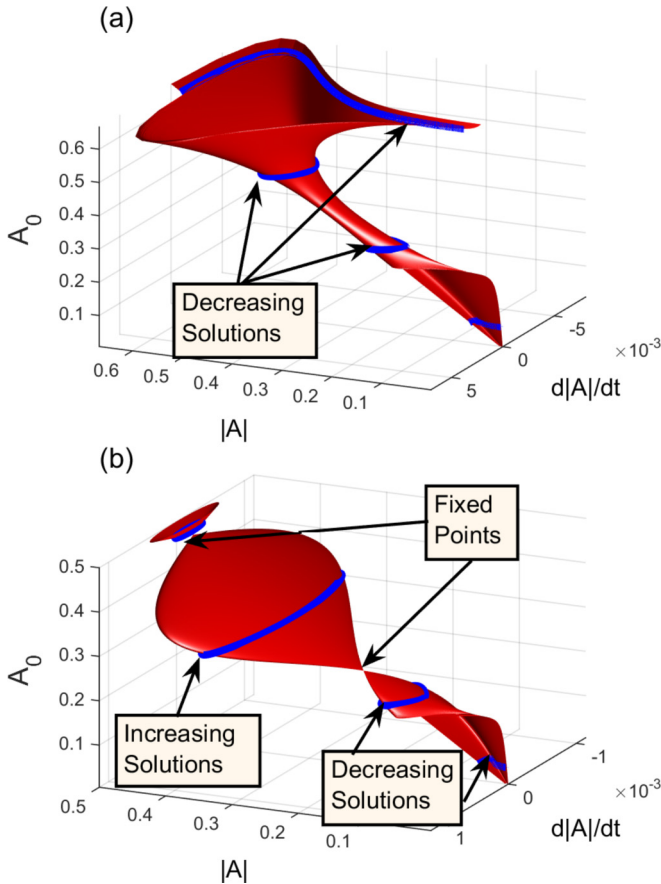 (a)
0.6
0.5
0.4
0.3
0.2
0.1
A0
Decreasing
Solutions
0.6
0.5
0.4
0.3
0.2
0.1
|A|
5
0
-5
×10-3
d|A|/dt
(b)
Fixed
Points
0.5
0.4
0.3
0.2
0.1
A0
Increasing
Solutions
Decreasing
Solutions
0.5
0.4
0.3
0.2
0.1
|A|
1
0
-1
×10-3
d|A|/dt